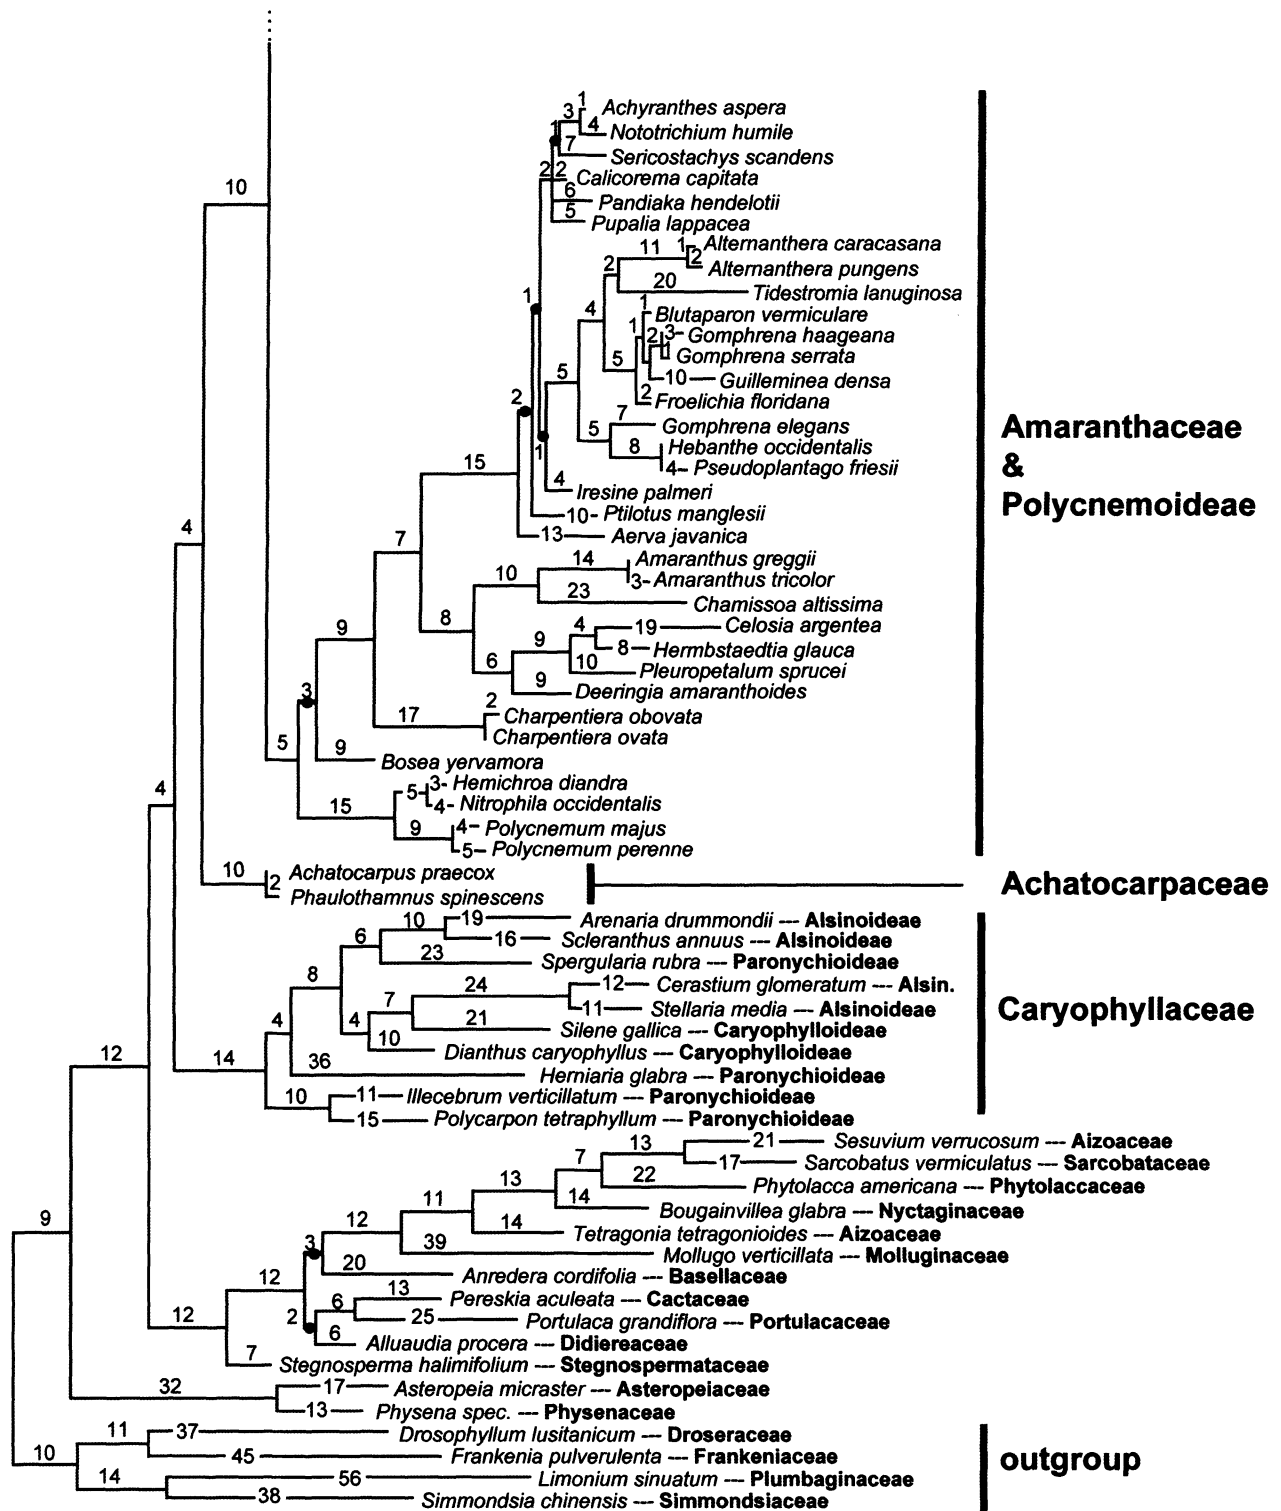 1
3 Achyranthes aspera
1 4 Nototrichium humile
7 Sericostachys scandens
2 2 Calicorema capitata
10 6 Pandiaka hendelotii
5 Pupalia lappacea
11 1 Alternanthera caracasana
2 2 Alternanthera pungens
20 Tidestromia lanuginosa
1 4 1 Blutaparon vermiculare
1 2 3 Gomphrena haageana
5 Gomphrena serrata
5 10 Guilleminea densa
2 2 Froelichia floridana
7 Gomphrena elegans
5 8 Hebanthe occidentalis
1 4 Pseudoplantago friesii
15 4 Iresine palmeri
10 Ptilotus manglesii
4 7 13 Aerva javanica
14 Amaranthus greggii
10 3 Amaranthus tricolor
23 Chamissoa altissima
9 8 4 19 Celosia argentea
9 8 Hermbstaedtia glauca
6 10 Pleuropetalum sprucei
3 9 Deeringia amaranthoides
17 2 Charpentiera obovata
Charpentiera ovata
5 9 Bosea yervamora
4 5 3 Hemichroa diandra
15 4 Nitrophila occidentalis
9 4 Polycnemum majus
5 Polycnemum perenne
Amaranthaceae
&
Polycnemoideae
10 2 Achatocarpus praecox
Phaulothamnus spinescens
Achatocarpaceae
10 19 Arenaria drummondii --- Alsinoideae
6 16 Scleranthus annuus --- Alsinoideae
23 Spergularia rubra --- Paronychioideae
8 24 12 Cerastium glomeratum --- Alsin.
7 11 Stellaria media --- Alsinoideae
4 4 21 Silene gallica --- Caryophylloideae
10 Dianthus caryophyllus --- Caryophylloideae
12 14 36 Herniaria glabra --- Paronychioideae
10 11 Illecebrum verticillatum --- Paronychioideae
15 Polycarpon tetraphyllum --- Paronychioideae
Caryophyllaceae
13 21 Sesuvium verrucosum --- Aizoaceae
7 17 Sarcobatus vermiculatus --- Sarcobataceae
13 22 Phytolacca americana --- Phytolaccaceae
11 14 Bougainvillea glabra --- Nyctaginaceae
9 12 14 Tetragonia tetragonioides --- Aizoaceae
3 39 Mollugo verticillata --- Molluginaceae
12 20 Anredera cordifolia --- Basellaceae
6 13 Pereskia aculeata --- Cactaceae
12 2 25 Portulaca grandiflora --- Portulacaceae
6 Alluaudia procera --- Didiereaceae
7 Stegnosperma halimifolium --- Stegnospermataceae
32 17 Asteropeia micraster --- Asteropeiaceae
13 Physena spec. --- Physenaceae
11 37 Drosophyllum lusitanicum --- Droseraceae
10 45 Frankenia pulverulenta --- Frankeniaceae
14 56 Limonium sinuatum --- Plumbaginaceae
38 Simmondsia chinensis --- Simmondsiaceae
outgroup